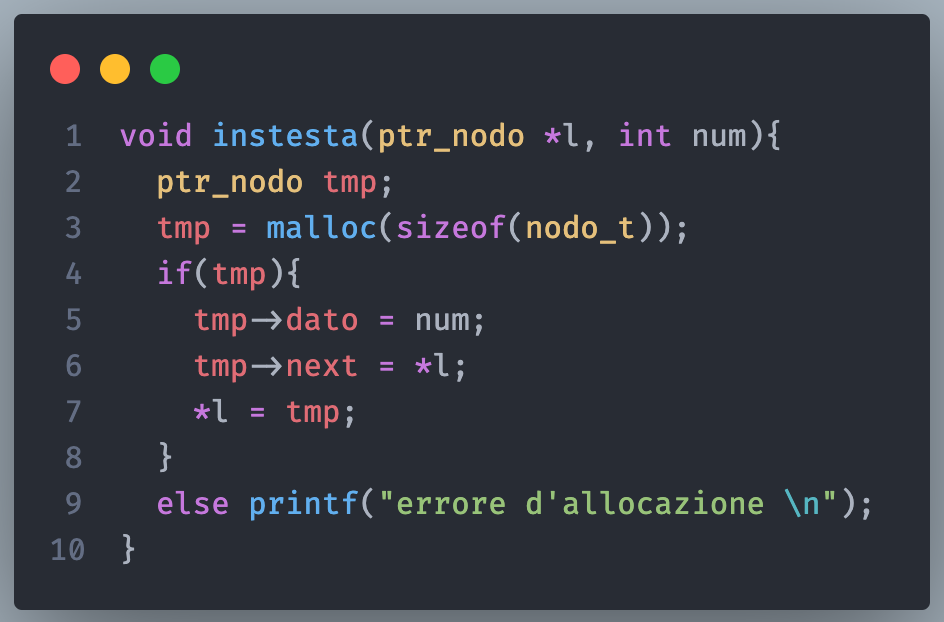 1 void instesta(ptr_nodo *l, int num){
2   ptr_nodo tmp;
3   tmp = malloc(sizeof(nodo_t));
4   if(tmp){
5     tmp->dato = num;
6     tmp->next = *l;
7     *l = tmp;
8   }
9   else printf("errore d'allocazione \n");
10 }